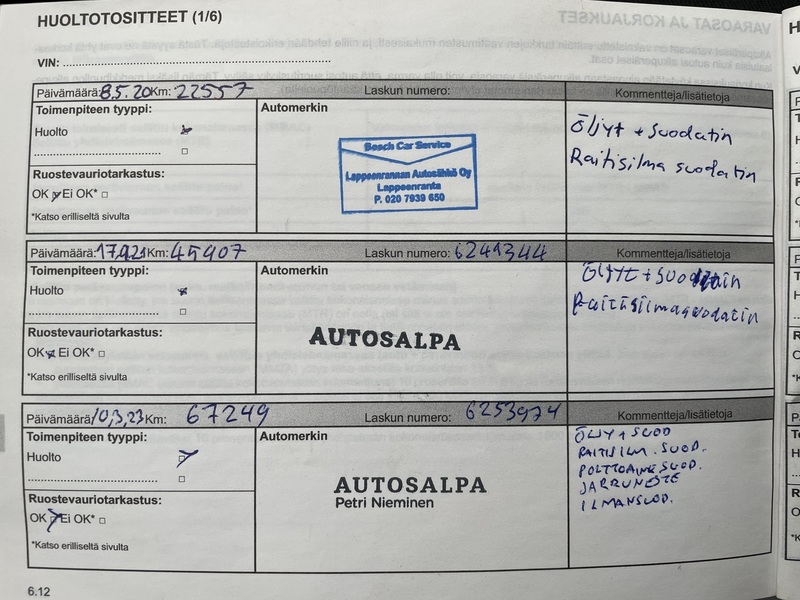 HUOLTOTOSITTEET (1/6)
VIN:
Päivämäärä: 8.5.20 Km: 22557 Laskun numero: Kommentteja/lisätietoja
Toimenpiteen tyyppi: Automerkin
Huolto
Ruostevauriotarkastus:
OK Ei OK*
*Katso erilliseltä sivulta
Bosch Car Service
Lappeenrannan Autosähkö Oy
Lappeenranta
P. 020 7939 650
Öljyt + suodatin
Raitisilma suodatin
Päivämäärä: 17.9.21 Km: 45407 Laskun numero: 6241344 Kommentteja/lisätietoja
Toimenpiteen tyyppi: Automerkin
Huolto
Ruostevauriotarkastus:
OK Ei OK*
*Katso erilliseltä sivulta
AUTOSALPA
Öljyt + suodatin
Raitisilmasuodatin
Päivämäärä: 10.3.23 Km: 67249 Laskun numero: 6253974 Kommentteja/lisätietoja
Toimenpiteen tyyppi: Automerkin
Huolto
Ruostevauriotarkastus:
OK Ei OK*
*Katso erilliseltä sivulta
AUTOSALPA
Petri Nieminen
ÖLJY + SUOD
RAITISILM. SUOD.
POLTTOAINE SUOD.
JARRUNESTE
ILMANSUOD.
6.12